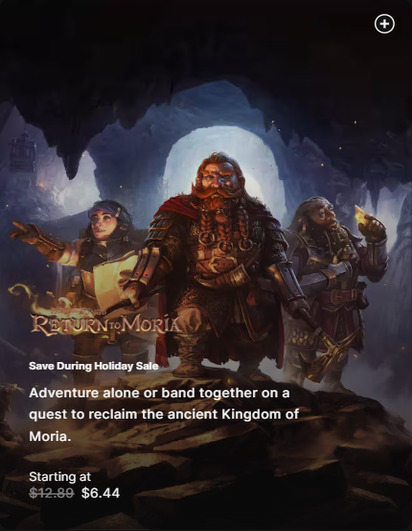 RETURN TO MORIA
Save During Holiday Sale
Adventure alone or band together on a
quest to reclaim the ancient Kingdom of
Moria.
Starting at
$12.89 $6.44